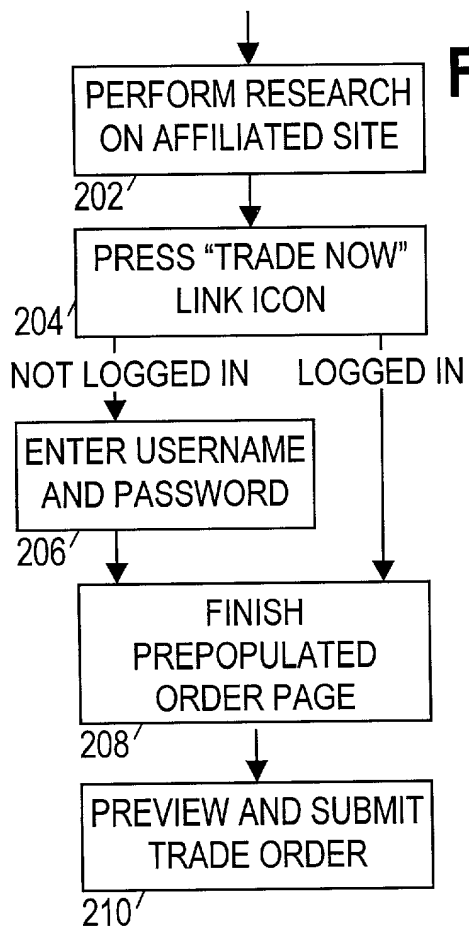 F
PERFORM RESEARCH
ON AFFILIATED SITE
202
PRESS “TRADE NOW”
LINK ICON
204
NOT LOGGED IN LOGGED IN
ENTER USERNAME
AND PASSWORD
206
FINISH
PREPOPULATED
ORDER PAGE
208
PREVIEW AND SUBMIT
TRADE ORDER
210